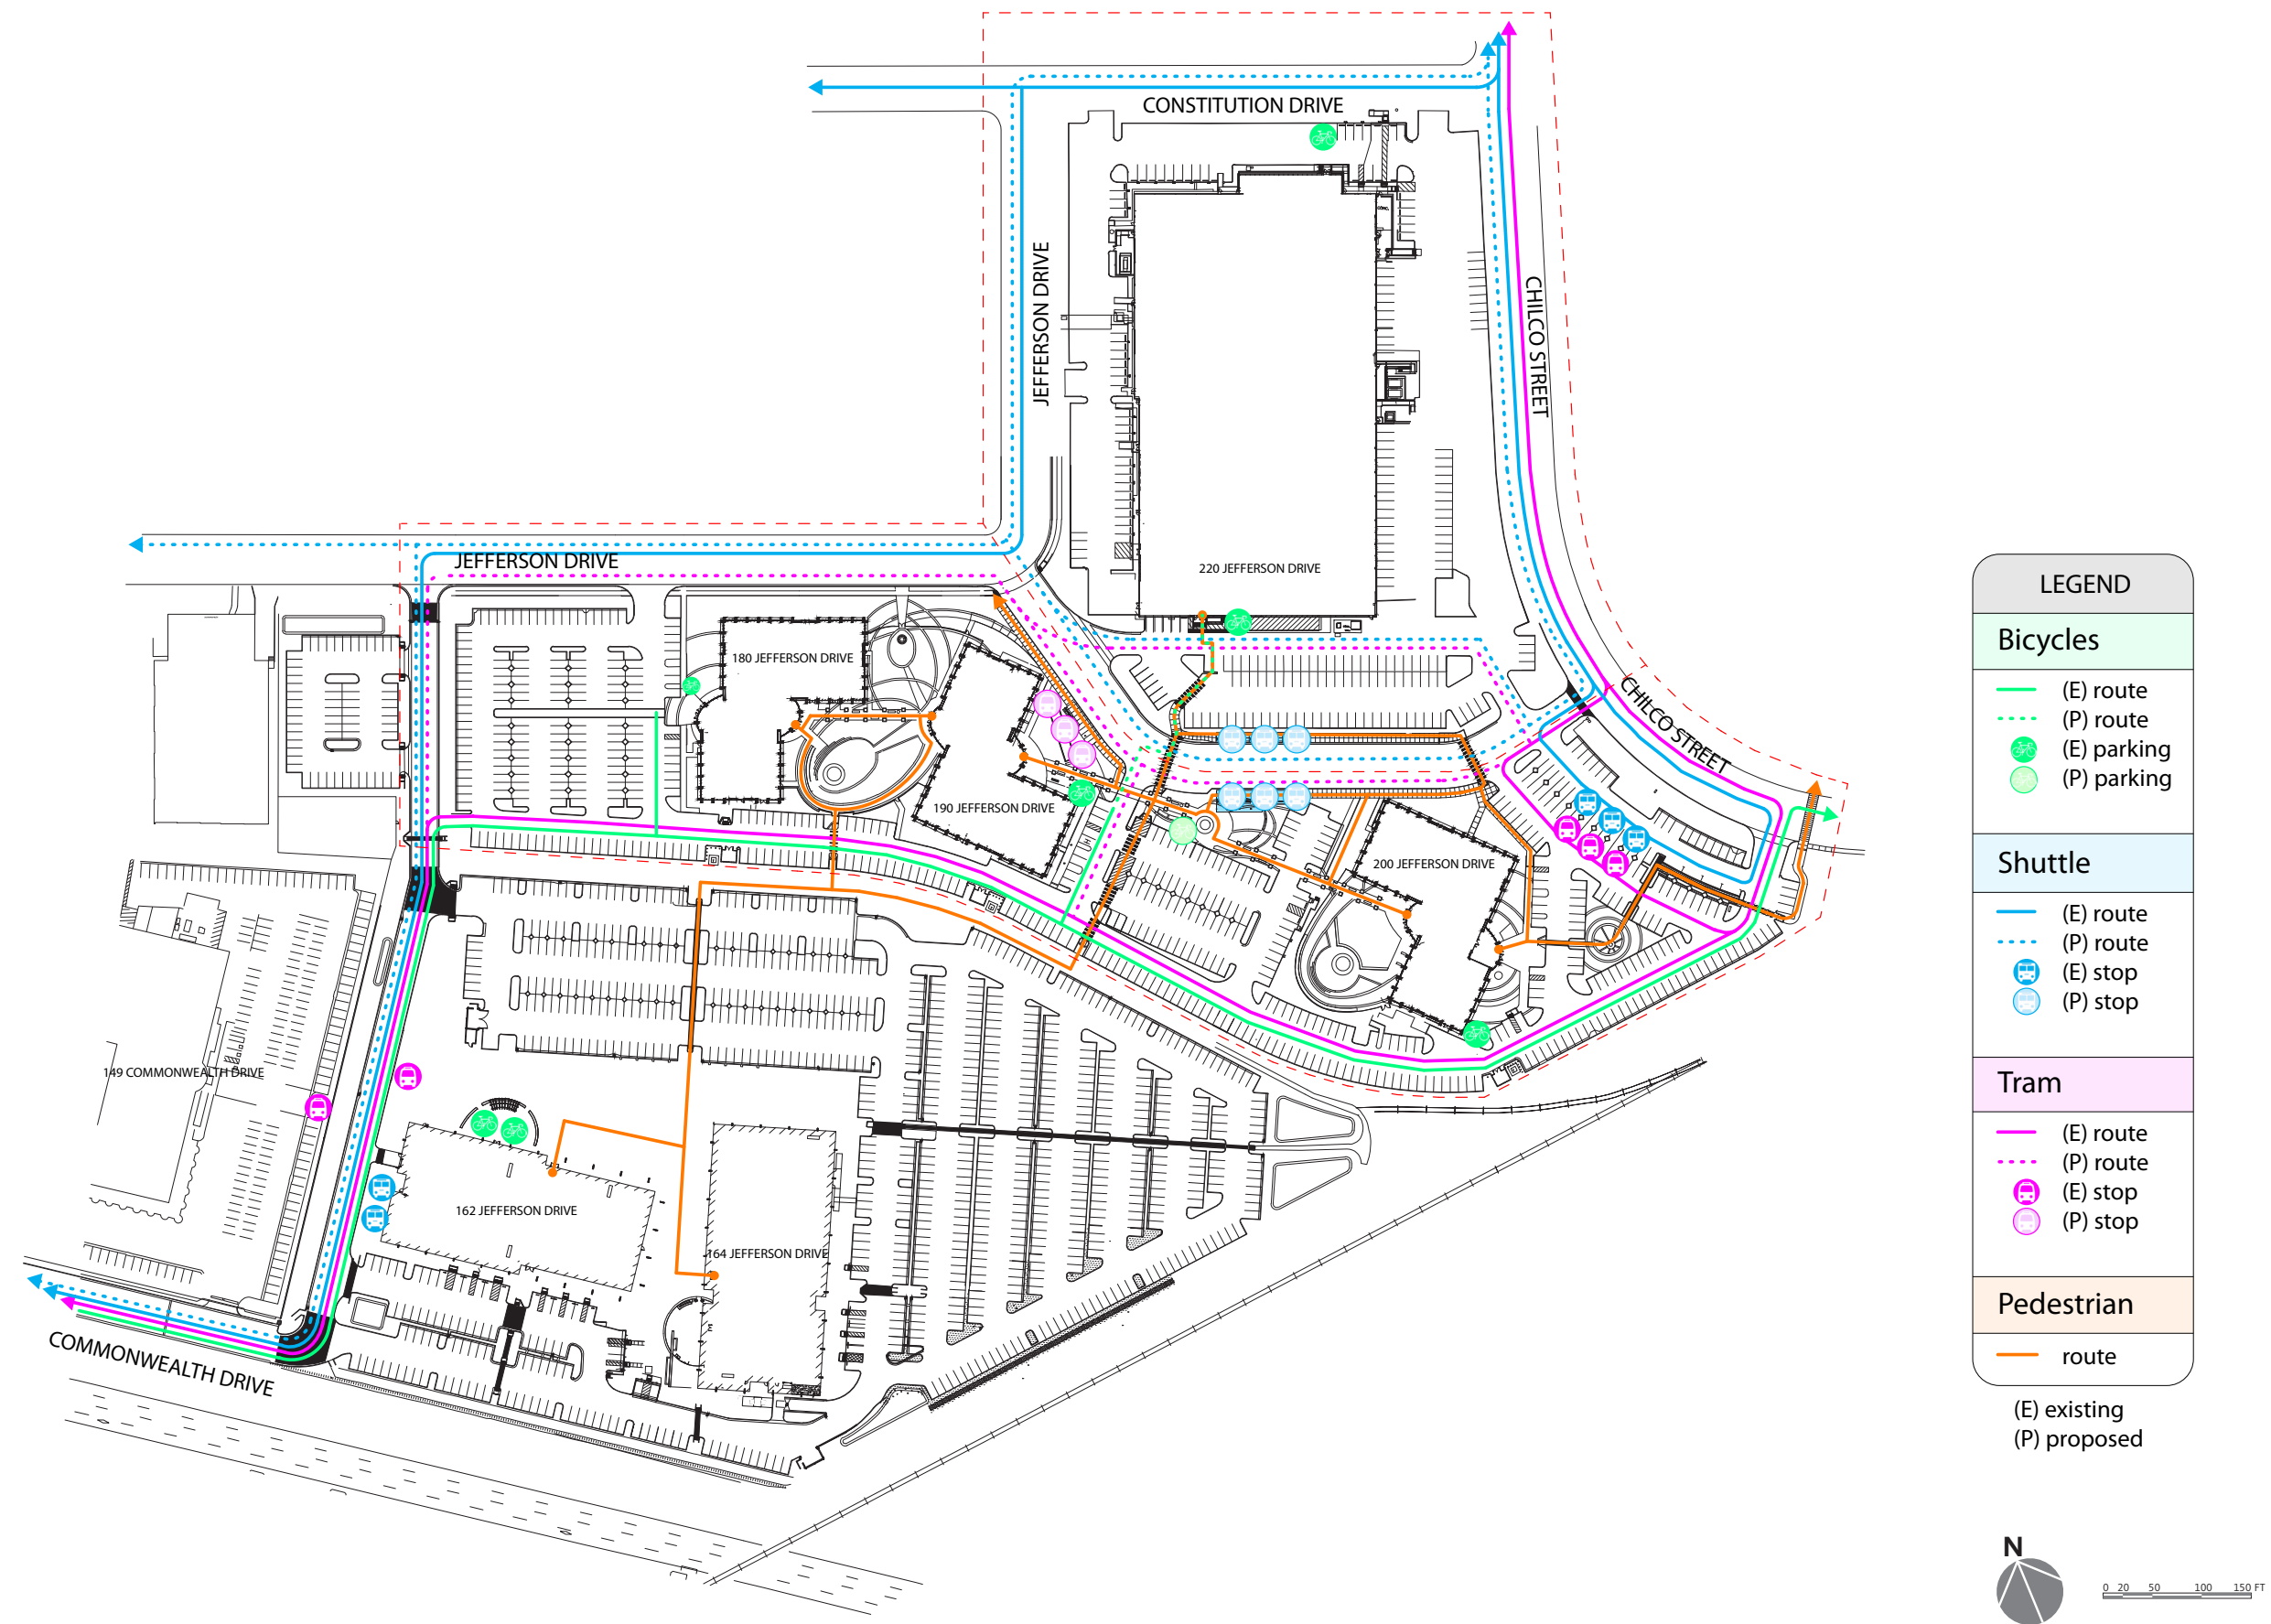 CONSTITUTION DRIVE
JEFFERSON DRIVE
CHILCO STREET
JEFFERSON DRIVE
220 JEFFERSON DRIVE
180 JEFFERSON DRIVE
CHILCO STREET
190 JEFFERSON DRIVE
200 JEFFERSON DRIVE
149 COMMONWEALTH DRIVE
162 JEFFERSON DRIVE
164 JEFFERSON DRIVE
COMMONWEALTH DRIVE
LEGEND
Bicycles
(E) route
(P) route
(E) parking
(P) parking
Shuttle
(E) route
(P) route
(E) stop
(P) stop
Tram
(E) route
(P) route
(E) stop
(P) stop
Pedestrian
route
(E) existing
(P) proposed
N
0 20 50 100 150 FT